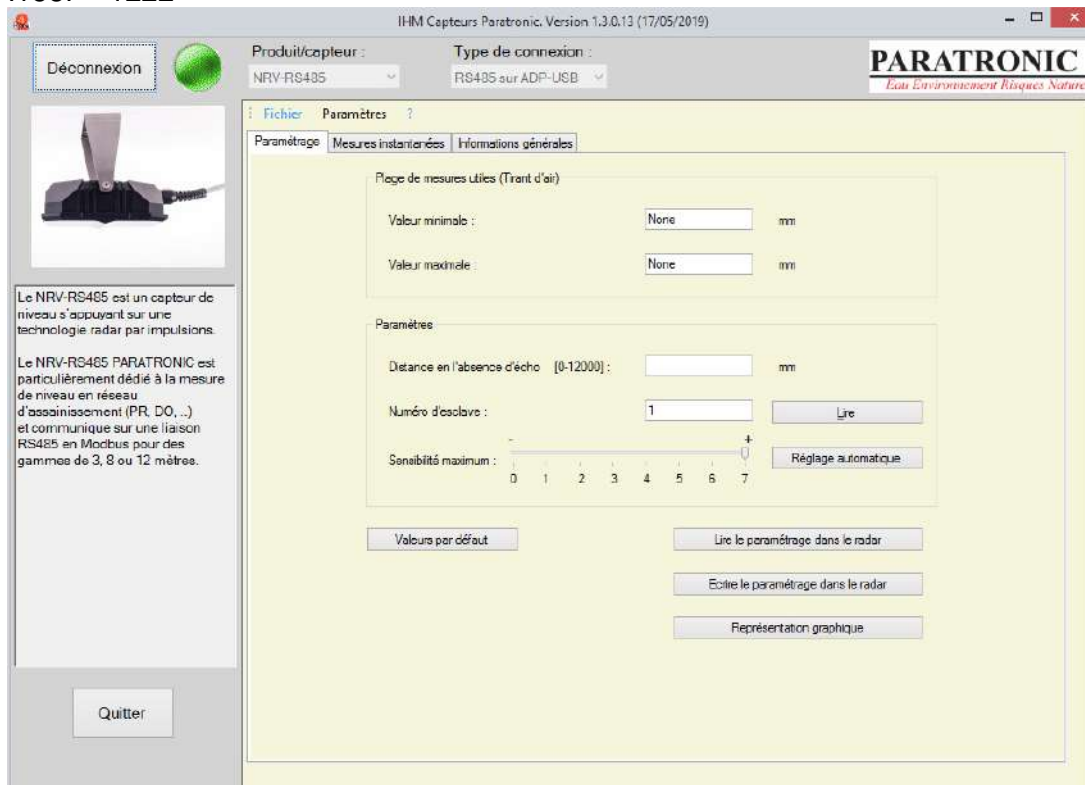 IHM Capteurs Paratronic. Version 1.3.0.13 (17/05/2019)
Déconnexion
Produit/capteur :
Type de connexion :
NRV-RS485
RS485 sur ADP-USB
PARATRONIC
Eau Environnement Risques Nature
Fichier Paramètres ?
Paramétrage Mesures instantanées Informations générales
Plage de mesures utiles (Tirant d'air)
Valeur minimale : None mm
Valeur maximale : None mm
Le NRV-RS485 est un capteur de
niveau s'appuyant sur une
technologie radar par impulsions.
Le NRV-RS485 PARATRONIC est
particulièrement dédié à la mesure
de niveau en réseau
d'assainissement (PR, DO, ..)
et communique sur une liaison
RS485 en Modbus pour des
gammes de 3, 8 ou 12 mètres.
Paramètres
Distance en l'absence d'écho [0-12000] : mm
Numéro d'esclave : 1 Lire
- +
Sensibilité maximum : Réglage automatique
0 1 2 3 4 5 6 7
Valeurs par défaut
Lire le paramétrage dans le radar
Ecrire le paramétrage dans le radar
Représentation graphique
Quitter